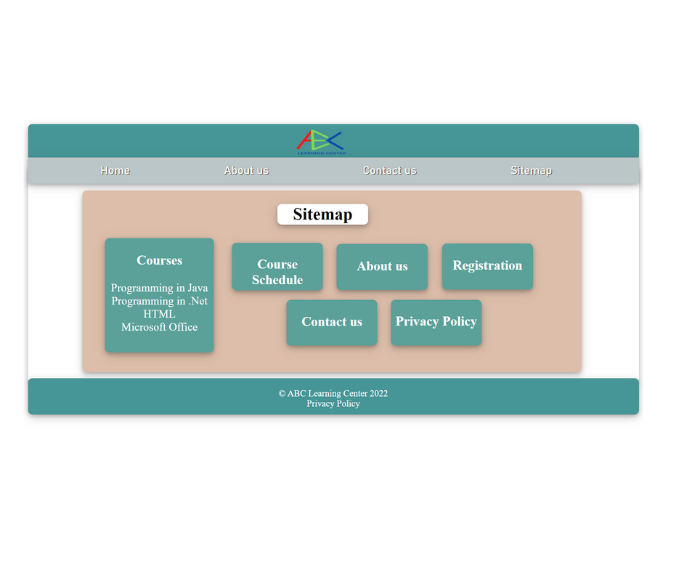 ABC
LEARNING CENTER
Home
About us
Contact us
Sitemap
Sitemap
Courses
Programming in Java
Programming in .Net
HTML
Microsoft Office
Course
Schedule
About us
Registration
Contact us
Privacy Policy
© ABC Learning Center 2022
Privacy Policy